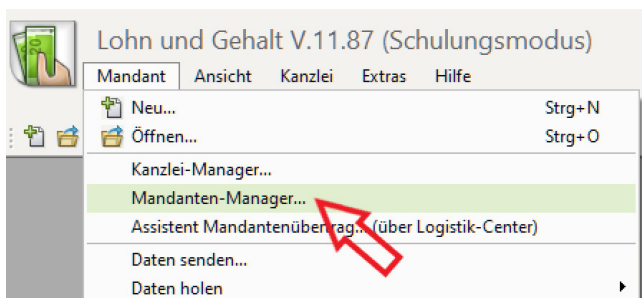 Lohn und Gehalt V.11.87 (Schulungsmodus)
Mandant Ansicht Kanzlei Extras Hilfe
Neu... Strg+N
Öffnen... Strg+O
Kanzlei-Manager...
Mandanten-Manager...
Assistent Mandantenübertrag... (über Logistik-Center)
Daten senden...
Daten holen